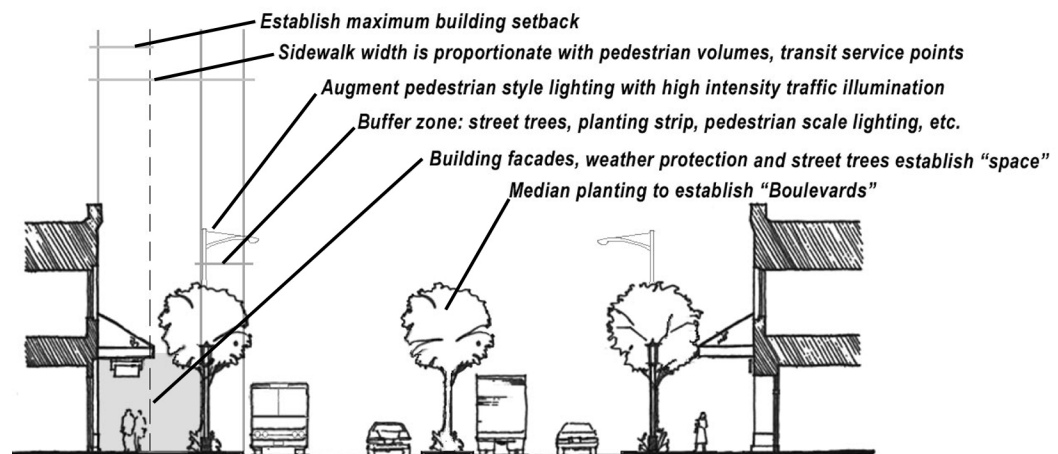 Establish maximum building setback
Sidewalk width is proportionate with pedestrian volumes, transit service points
Augment pedestrian style lighting with high intensity traffic illumination
Buffer zone: street trees, planting strip, pedestrian scale lighting, etc.
Building facades, weather protection and street trees establish “space”
Median planting to establish “Boulevards”